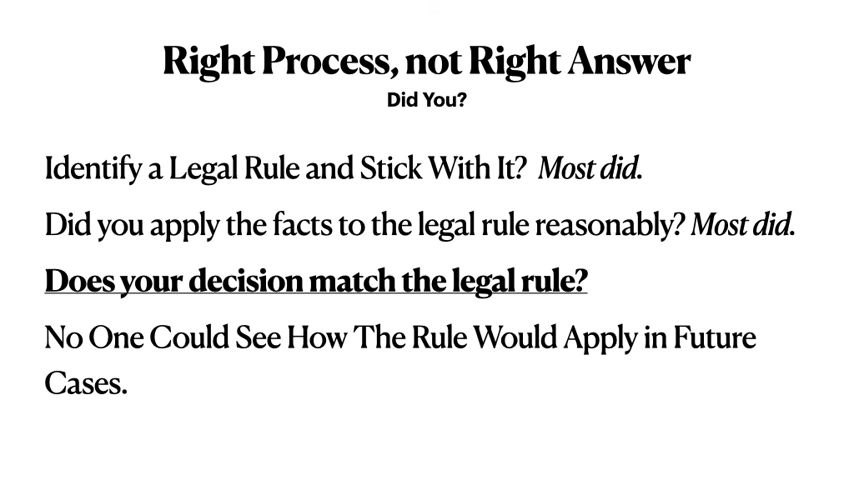 Right Process, not Right Answer
Did You?
Identify a Legal Rule and Stick With It? Most did.
Did you apply the facts to the legal rule reasonably? Most did.
Does your decision match the legal rule?
No One Could See How The Rule Would Apply in Future
Cases.